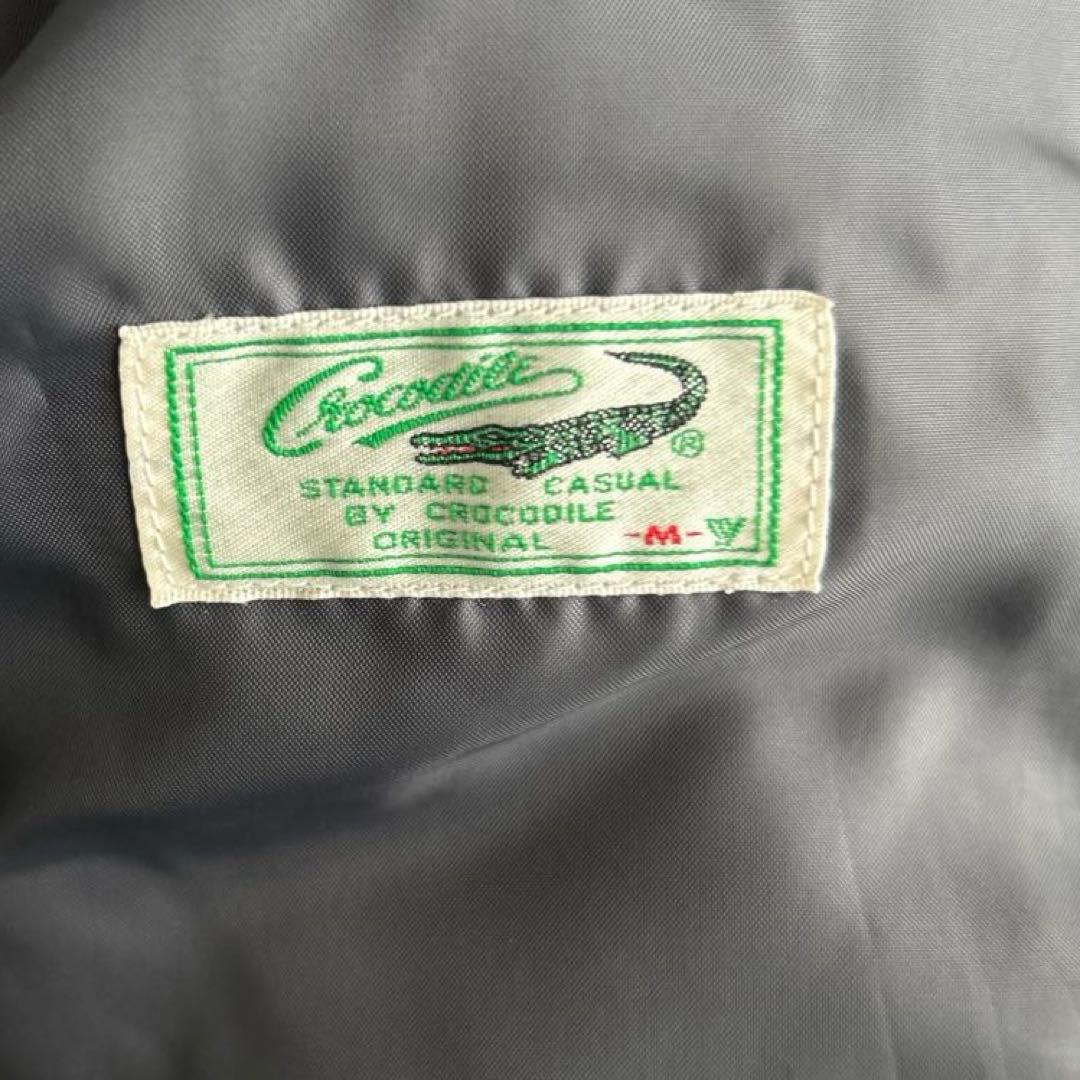 Crocodile
®
STANDARD CASUAL
BY CROCODILE
ORIGINAL -M-